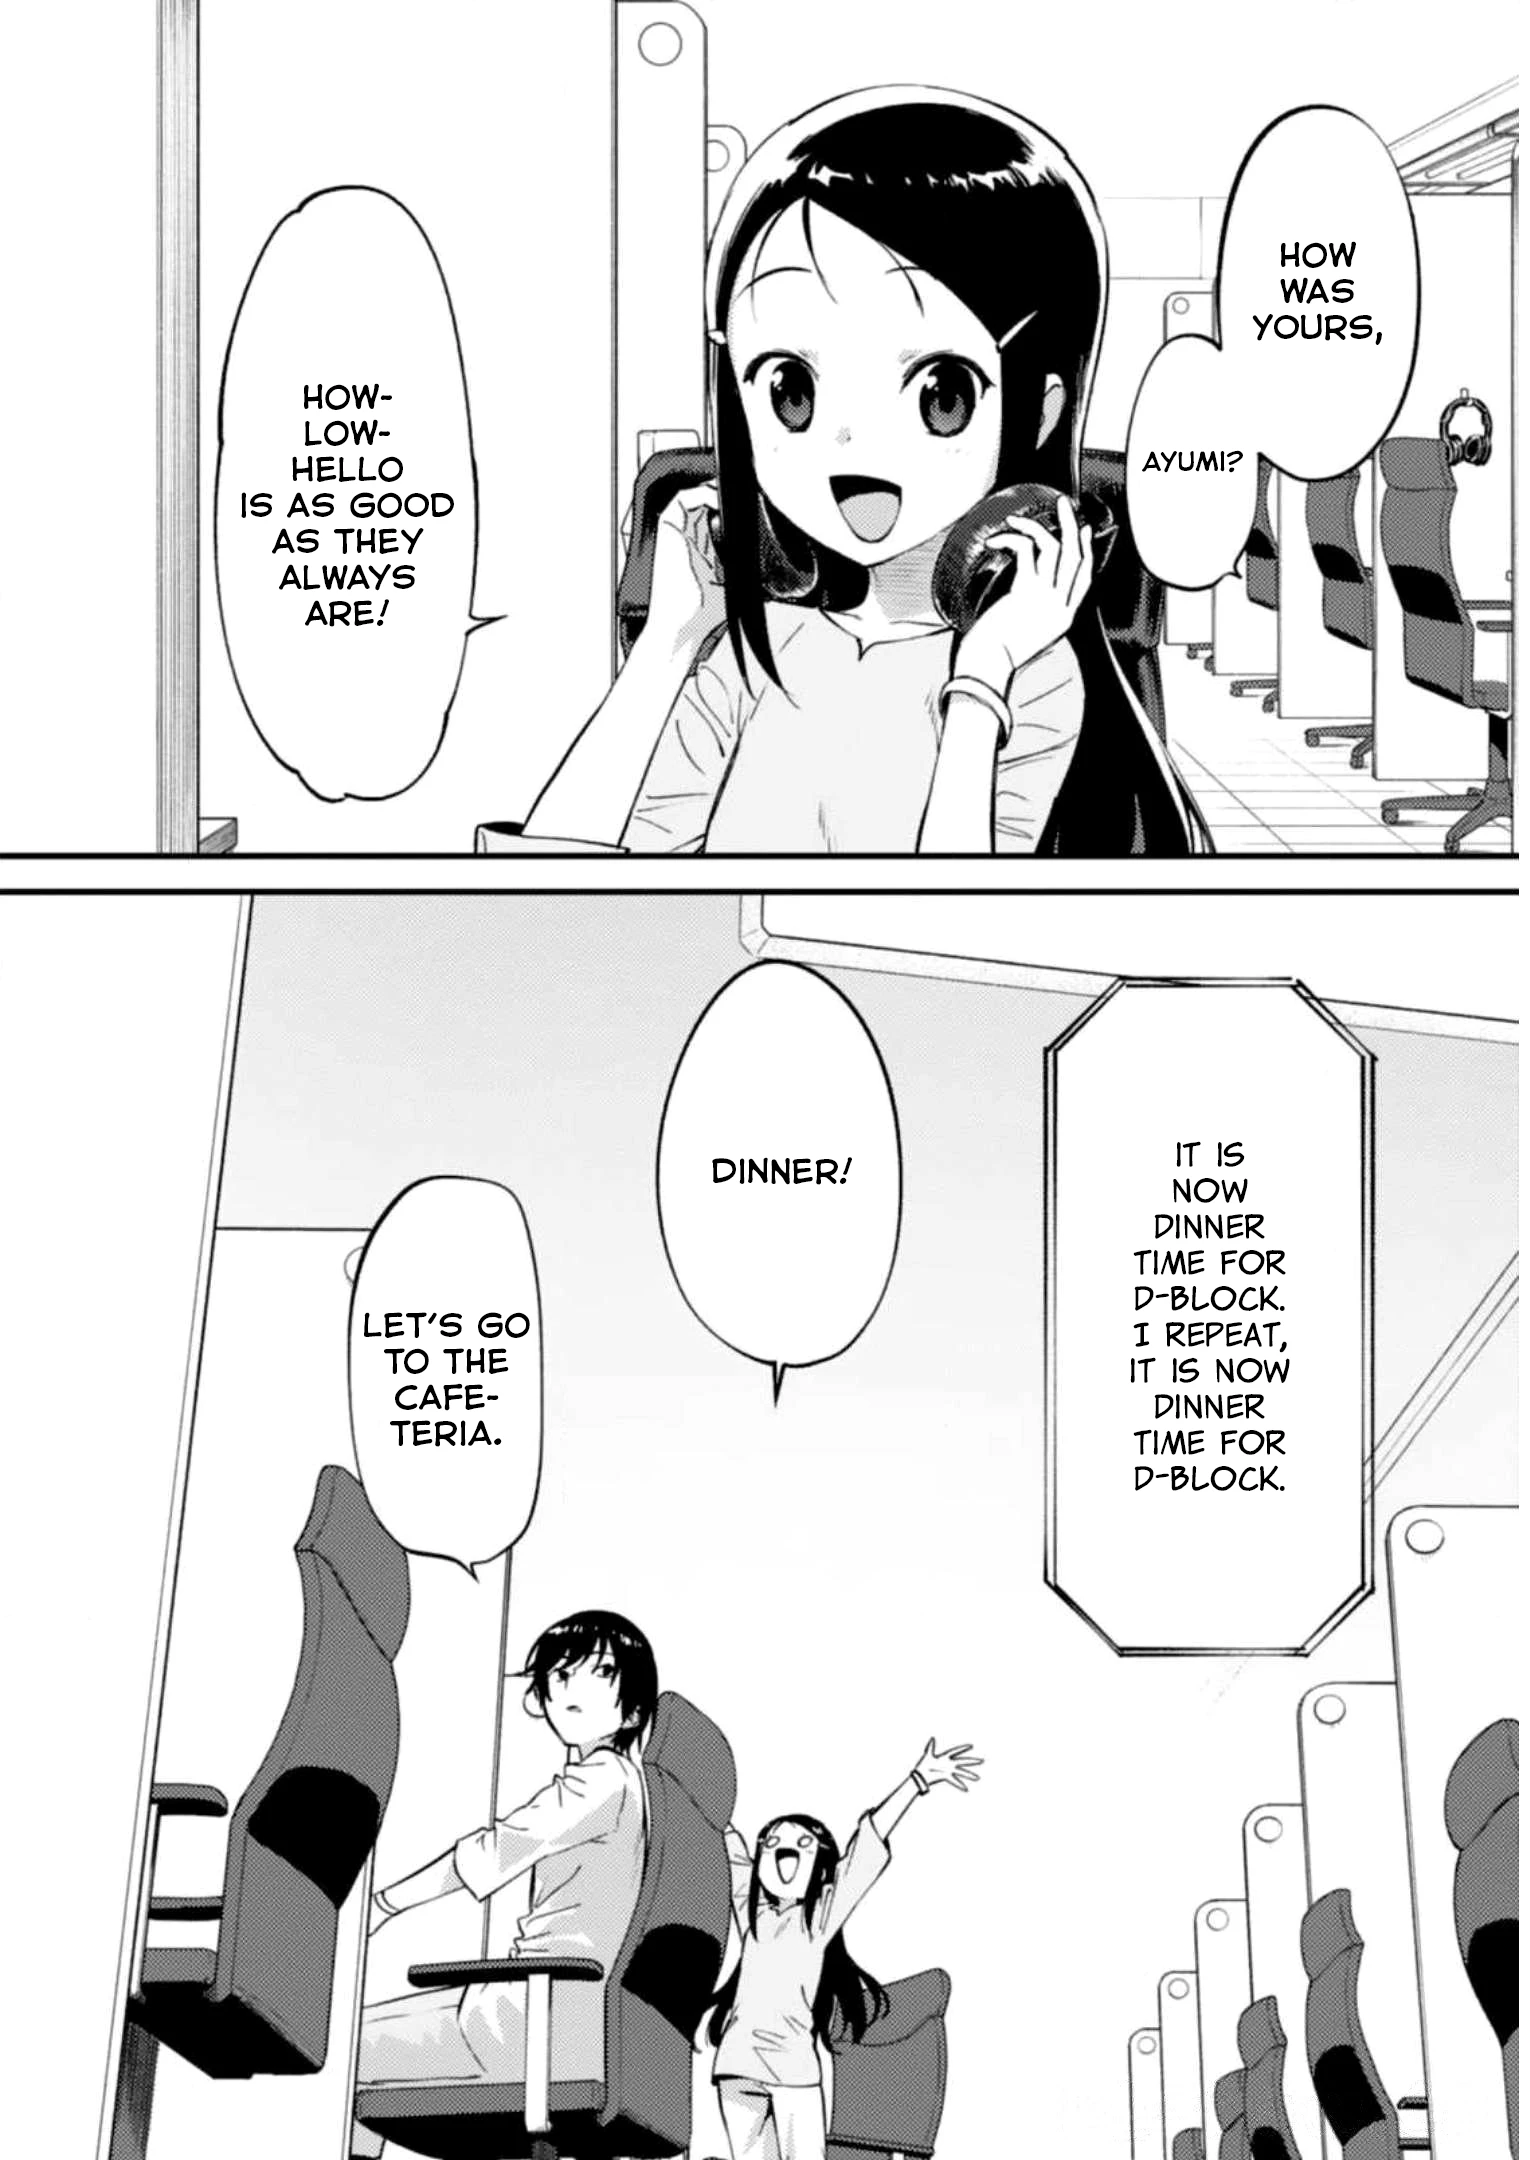 HOW
WAS
YOURS,
AYUMI?
HOW-
LOW-
HELLO
IS AS GOOD
AS THEY
ALWAYS
ARE!
IT IS
NOW
DINNER
TIME FOR
D-BLOCK.
I REPEAT,
IT IS NOW
DINNER
TIME FOR
D-BLOCK.
DINNER!
LET'S GO
TO THE
CAFE-
TERIA.